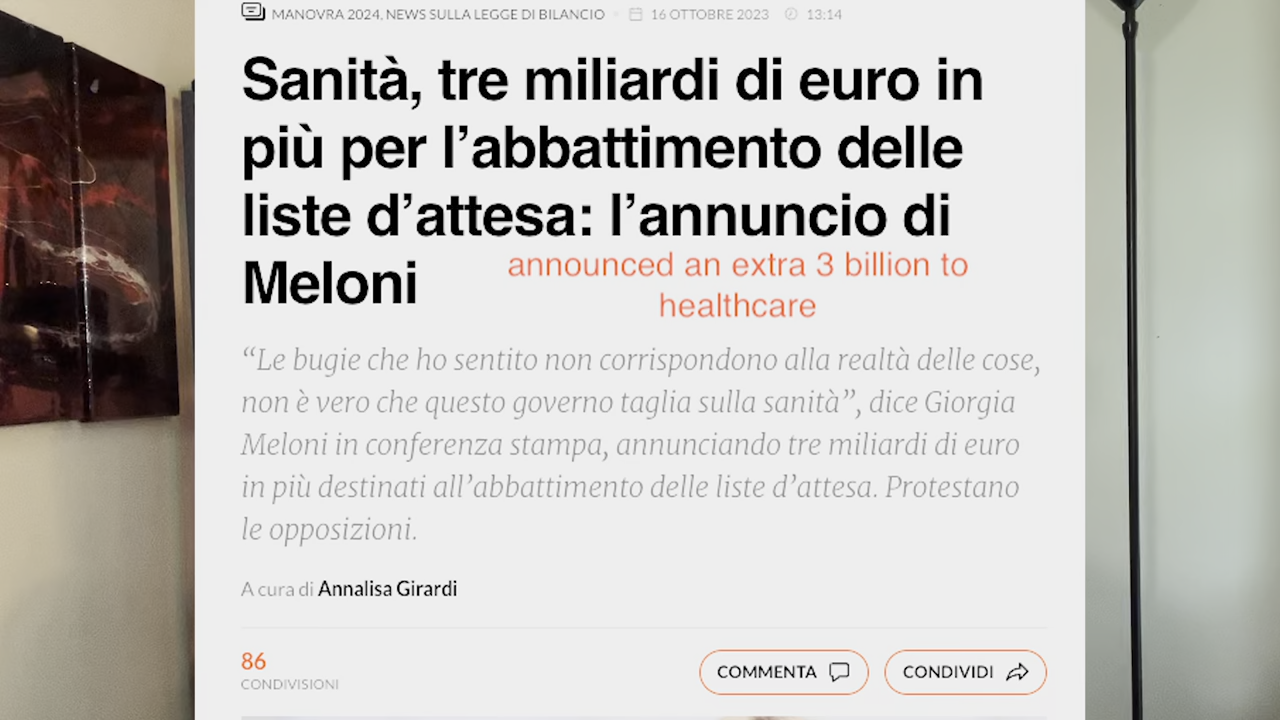 MANOVRA 2024, NEWS SULLA LEGGE DI BILANCIO 16 OTTOBRE 2023 13:14
Sanità, tre miliardi di euro in
più per l’abbattimento delle
liste d’attesa: l’annuncio di
Meloni
announced an extra 3 billion to
healthcare
“Le bugie che ho sentito non corrispondono alla realtà delle cose,
non è vero che questo governo taglia sulla sanità”, dice Giorgia
Meloni in conferenza stampa, annunciando tre miliardi di euro
in più destinati all’abbattimento delle liste d’attesa. Protestano
le opposizioni.
A cura di Annalisa Girardi
86
CONDIVISIONI
COMMENTA
CONDIVIDI